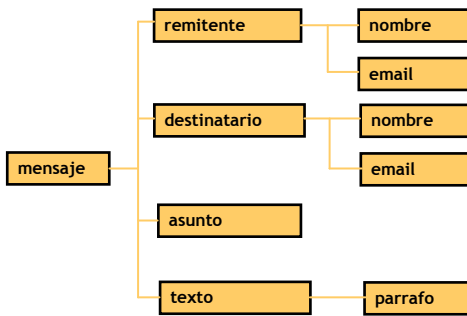 remitente
nombre
email
destinatario
nombre
email
mensaje
asunto
texto
parrafo